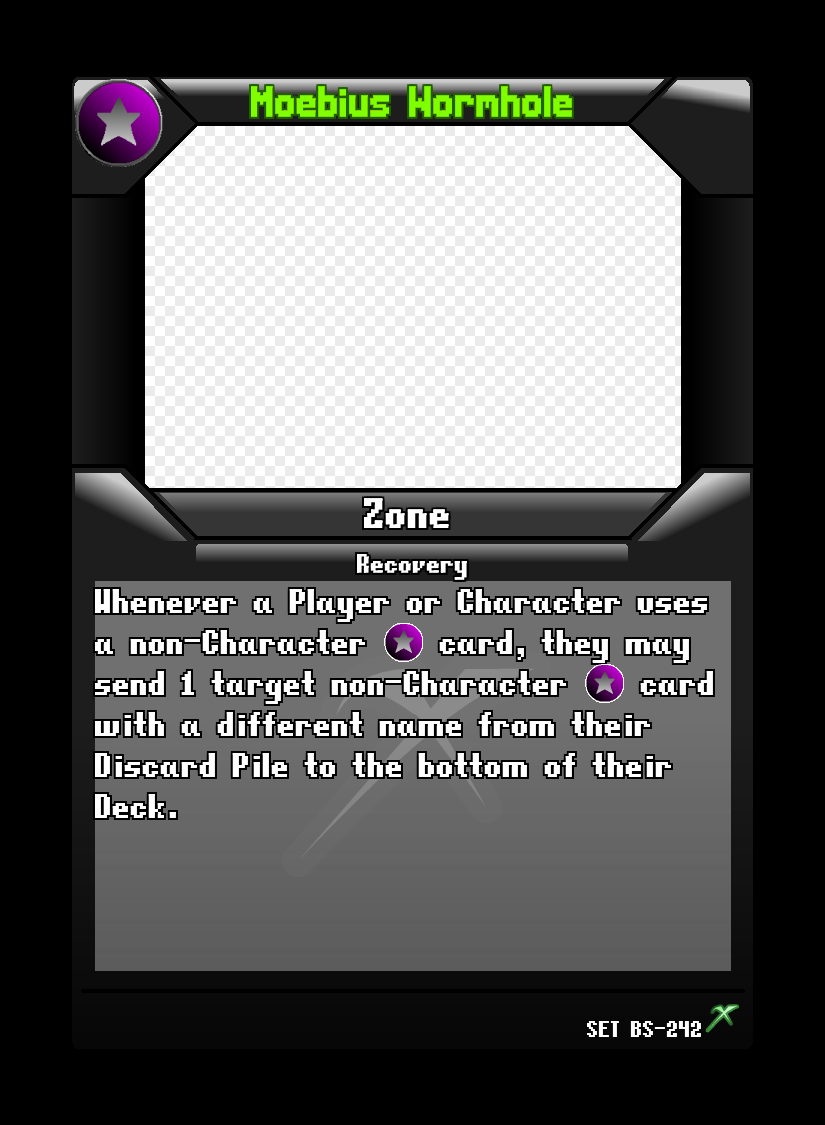 Moebius Wormhole
Zone
Recovery
Whenever a Player or Character uses
a non-Character card, they may
send 1 target non-Character card
with a different name from their
Discard Pile to the bottom of their
Deck.
SET BS-242